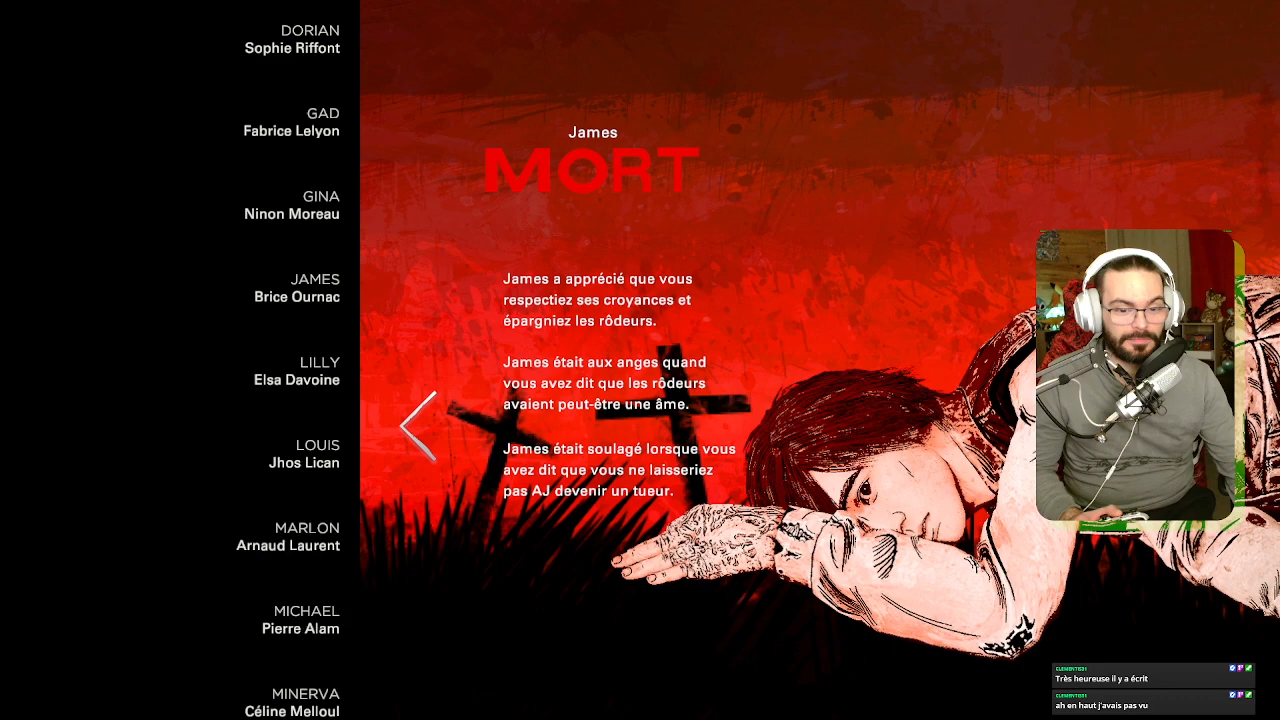 DORIAN
Sophie Riffont
GAD
Fabrice Lelyon
GINA
Ninon Moreau
JAMES
Brice Ournac
LILLY
Elsa Davoine
LOUIS
Jhos Lican
MARLON
Arnaud Laurent
MICHAEL
Pierre Alam
MINERVA
Céline Melloul
James
MORT
James a apprécié que vous
respectiez ses croyances et
épargniez les rôdeurs.
James était aux anges quand
vous avez dit que les rôdeurs
avaient peut-être une âme.
James était soulagé lorsque vous
avez dit que vous ne laisseriez
pas AJ devenir un tueur.
Très heureuse il y a écrit
ah en haut j'avais pas vu